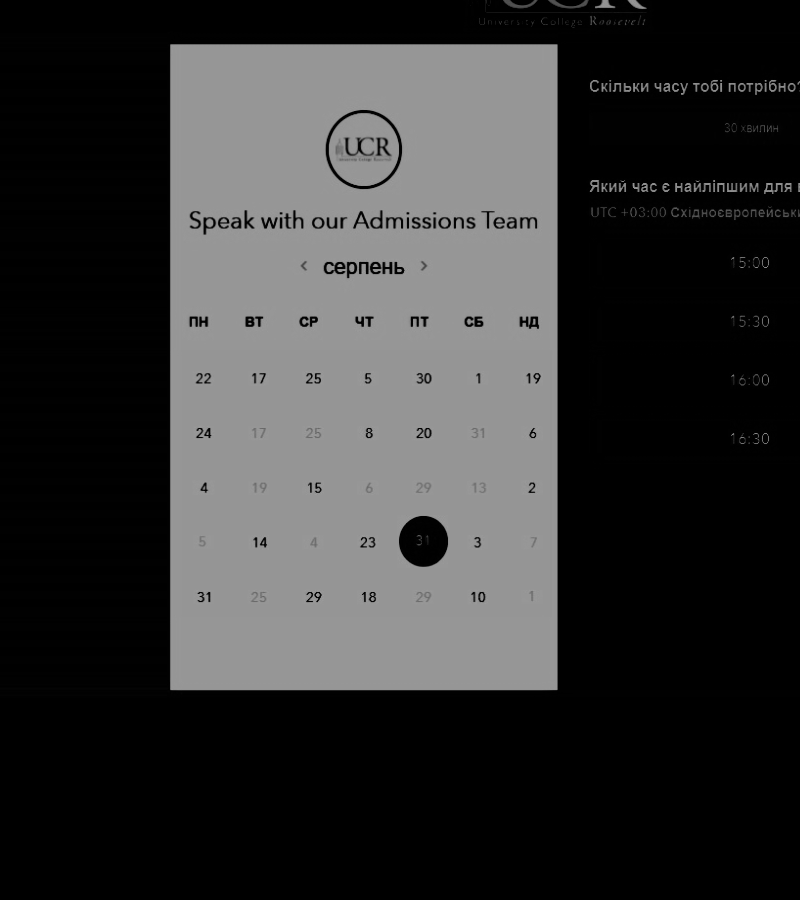 UCR
University College Roosevelt
UCR
University College Roosevelt
Speak with our Admissions Team
< серпень >
ПН ВТ СР ЧТ ПТ СБ НД
22 17 25 5 30 1 19
24 17 25 8 20 31 6
4 19 15 6 29 13 2
5 14 4 23 31 3 7
31 25 29 18 29 10 1
Скільки часу тобі потрібно?
30 хвилин
Який час є найліпшим для
UTC +03:00
15:00
15:30
16:00
16:30